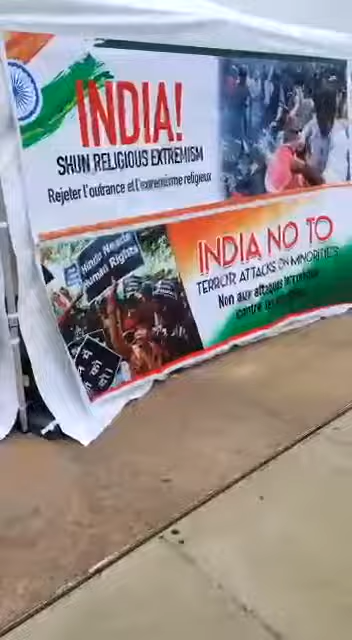 INDIA!
SHUN RELIGIOUS EXTREMISM
Rejeter l'outrance et l'extremisme religieux
Hindu Needs
Human Rights
INDIA NO TO
TERROR ATTACKS ON MINORITIES
Non aux attaques
contre les